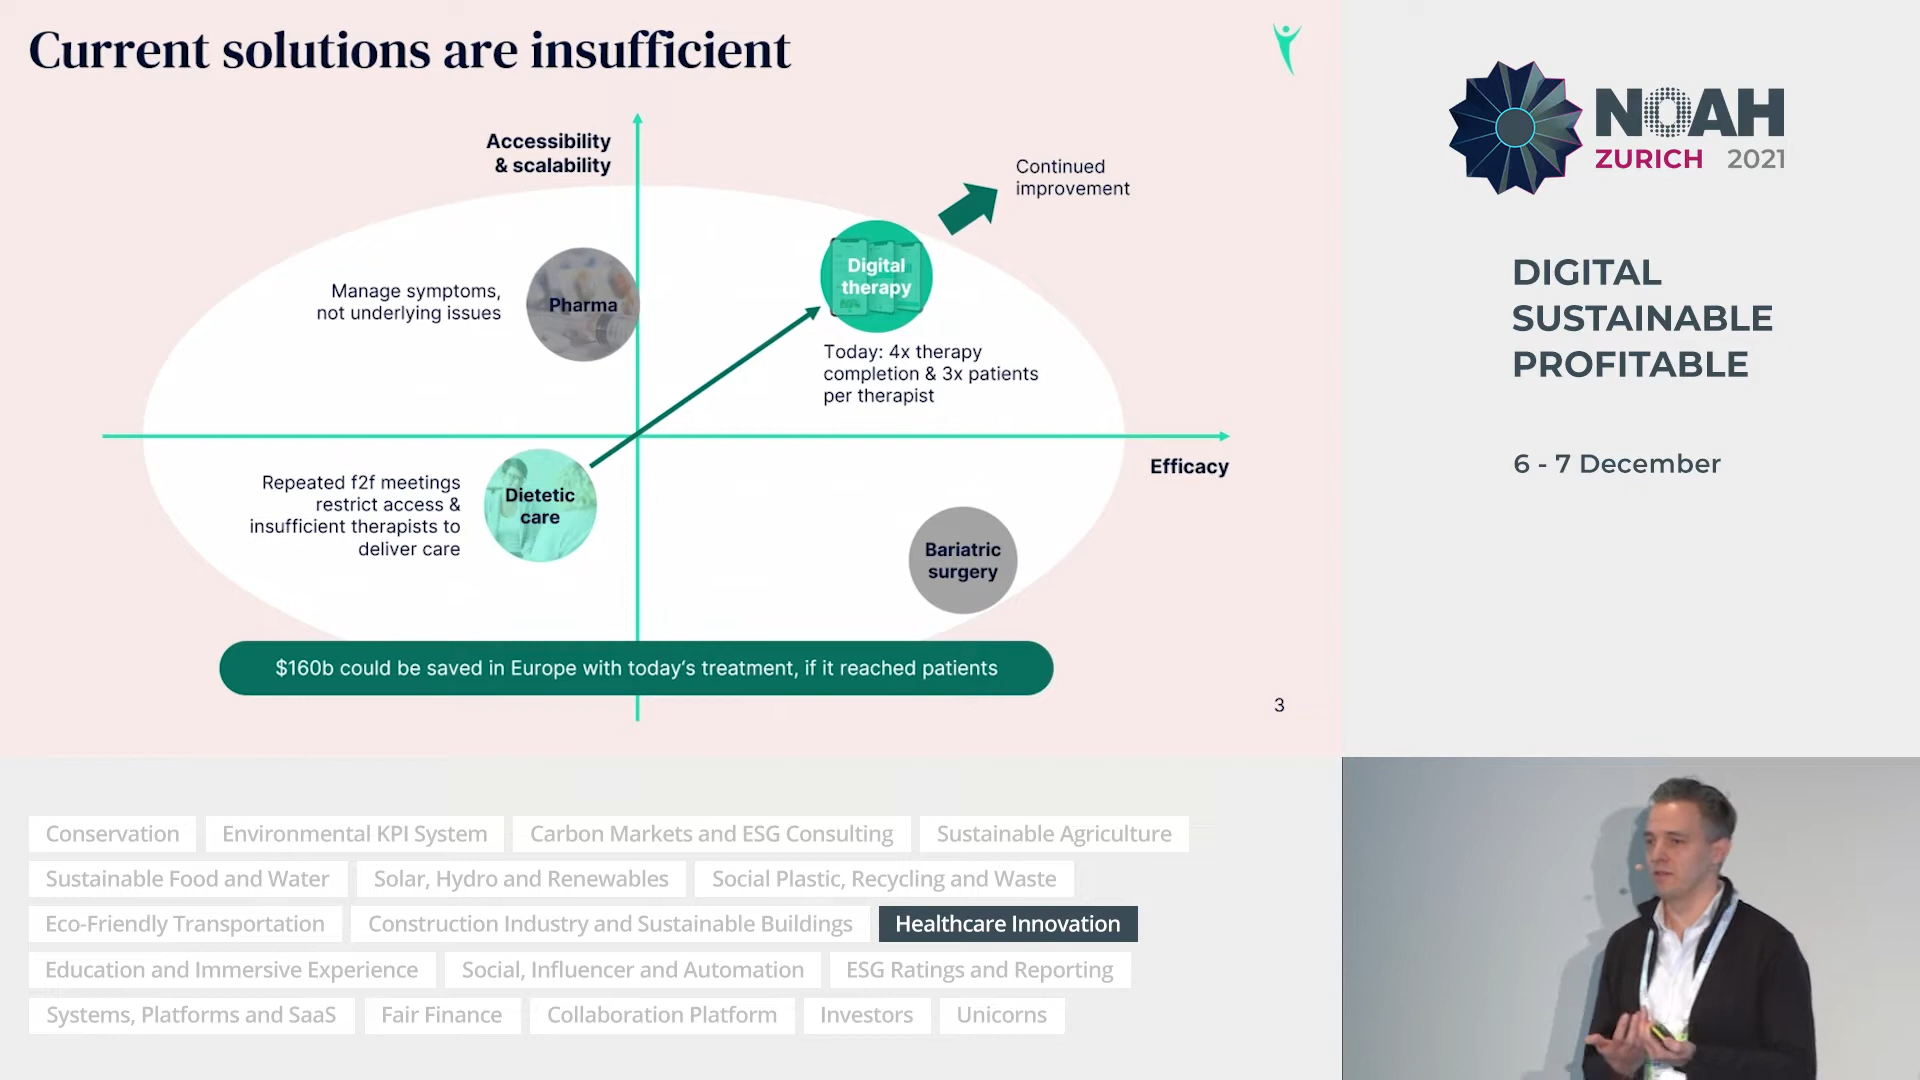 Current solutions are insufficient
Accessibility
& scalability
Continued
improvement
Digital
therapy
Manage symptoms,
not underlying issues
Pharma
Today: 4x therapy
completion & 3x patients
per therapist
Efficacy
Repeated f2f meetings
restrict access &
insufficient therapists to
deliver care
Dietetic
care
Bariatric
surgery
$160b could be saved in Europe with today's treatment, if it reached patients
3
NOAH
ZURICH 2021
DIGITAL
SUSTAINABLE
PROFITABLE
6 - 7 December
Conservation
Environmental KPI System
Carbon Markets and ESG Consulting
Sustainable Agriculture
Sustainable Food and Water
Solar, Hydro and Renewables
Social Plastic, Recycling and Waste
Eco-Friendly Transportation
Construction Industry and Sustainable Buildings
Healthcare Innovation
Education and Immersive Experience
Social, Influencer and Automation
ESG Ratings and Reporting
Systems, Platforms and SaaS
Fair Finance
Collaboration Platform
Investors
Unicorns